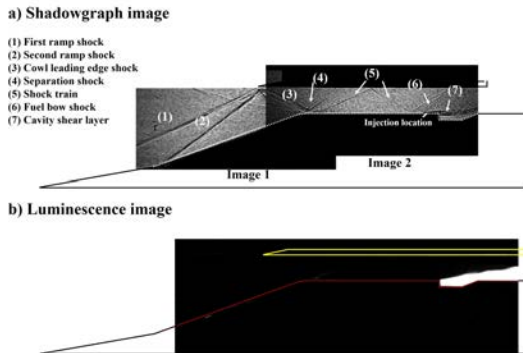 a) Shadowgraph image
(1) First ramp shock
(2) Second ramp shock
(3) Cowl leading edge shock
(4) Separation shock
(5) Shock train
(6) Fuel bow shock
(7) Cavity shear layer
(1)
(2)
(3)
(4)
(5)
(6)
(7)
Injection location
Image 1
Image 2
b) Luminescence image